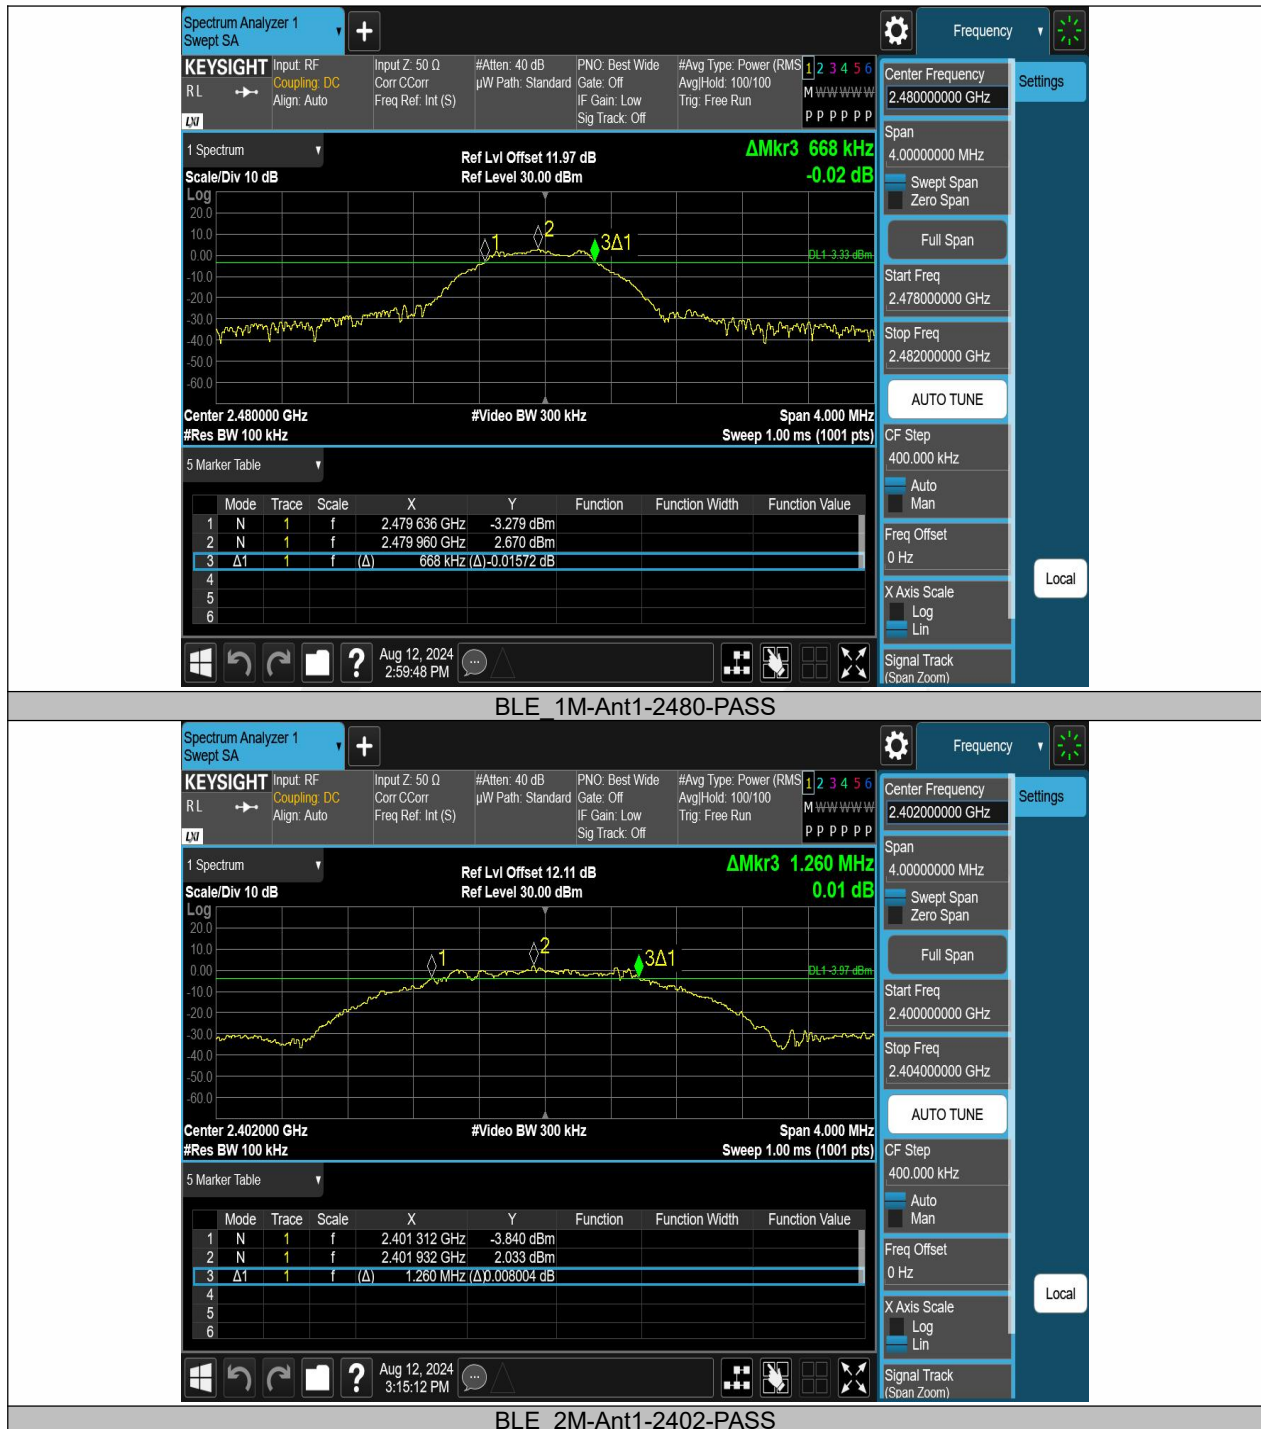 Spectrum Analyzer 1
Swept SA
+
Frequency
KEYSIGHT
RL
LXI
Input: RF
Coupling: DC
Align: Auto
Input Z: 50 Ω
Corr CCorr
Freq Ref: Int (S)
#Atten: 40 dB
µW Path: Standard
PNO: Best Wide
Gate: Off
IF Gain: Low
Sig Track: Off
#Avg Type: Power (RMS
Avg|Hold: 100/100
Trig: Free Run
1 2 3 4 5 6
M W W W W W
P P P P P P
1 Spectrum
Scale/Div 10 dB
Ref Lvl Offset 11.97 dB
Ref Level 30.00 dBm
ΔMkr3 668 kHz
-0.02 dB
Log
20.0
10.0
0.00
-10.0
-20.0
-30.0
-40.0
-50.0
-60.0
1
2
3Δ1
DL1 -3.33 dBm
Center 2.480000 GHz
#Res BW 100 kHz
#Video BW 300 kHz
Span 4.000 MHz
Sweep 1.00 ms (1001 pts)
5 Marker Table
Mode Trace Scale X Y Function Function Width Function Value
1 N 1 f 2.479 636 GHz -3.279 dBm
2 N 1 f 2.479 960 GHz 2.670 dBm
3 Δ1 1 f (Δ) 668 kHz (Δ)-0.01572 dB
4
5
6
?
Aug 12, 2024
2:59:48 PM
Center Frequency
2.480000000 GHz
Span
4.00000000 MHz
Swept Span
Zero Span
Full Span
Start Freq
2.478000000 GHz
Stop Freq
2.482000000 GHz
AUTO TUNE
CF Step
400.000 kHz
Auto
Man
Freq Offset
0 Hz
X Axis Scale
Log
Lin
Signal Track
(Span Zoom)
Settings
Local
BLE_1M-Ant1-2480-PASS
Spectrum Analyzer 1
Swept SA
+
Frequency
KEYSIGHT
RL
LXI
Input: RF
Coupling: DC
Align: Auto
Input Z: 50 Ω
Corr CCorr
Freq Ref: Int (S)
#Atten: 40 dB
µW Path: Standard
PNO: Best Wide
Gate: Off
IF Gain: Low
Sig Track: Off
#Avg Type: Power (RMS
Avg|Hold: 100/100
Trig: Free Run
1 2 3 4 5 6
M W W W W W
P P P P P P
1 Spectrum
Scale/Div 10 dB
Ref Lvl Offset 12.11 dB
Ref Level 30.00 dBm
ΔMkr3 1.260 MHz
0.01 dB
Log
20.0
10.0
0.00
-10.0
-20.0
-30.0
-40.0
-50.0
-60.0
1
2
3Δ1
DL1 -3.97 dBm
Center 2.402000 GHz
#Res BW 100 kHz
#Video BW 300 kHz
Span 4.000 MHz
Sweep 1.00 ms (1001 pts)
5 Marker Table
Mode Trace Scale X Y Function Function Width Function Value
1 N 1 f 2.401 312 GHz -3.840 dBm
2 N 1 f 2.401 932 GHz 2.033 dBm
3 Δ1 1 f (Δ) 1.260 MHz (Δ)0.008004 dB
4
5
6
?
Aug 12, 2024
3:15:12 PM
Center Frequency
2.402000000 GHz
Span
4.00000000 MHz
Swept Span
Zero Span
Full Span
Start Freq
2.400000000 GHz
Stop Freq
2.404000000 GHz
AUTO TUNE
CF Step
400.000 kHz
Auto
Man
Freq Offset
0 Hz
X Axis Scale
Log
Lin
Signal Track
(Span Zoom)
Settings
Local
BLE_2M-Ant1-2402-PASS